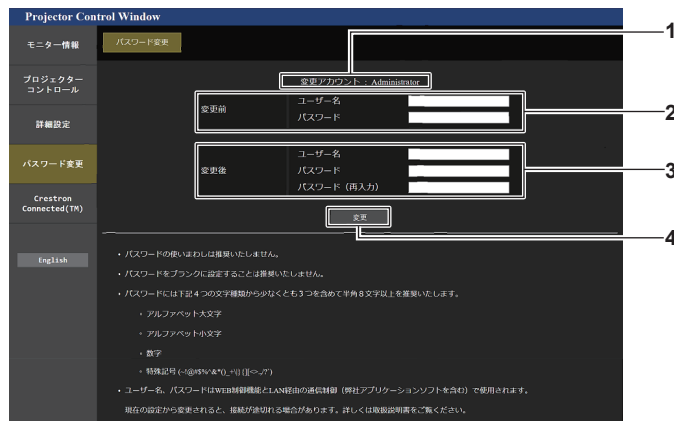 Projector Control Window
モニター情報
プロジェクター
コントロール
詳細設定
パスワード変更
Crestron
Connected(TM)
English
パスワード変更
変更アカウント : Administrator
変更前
ユーザー名
パスワード
変更後
ユーザー名
パスワード
パスワード（再入力）
変更
1
2
3
4
• パスワードの使いまわしは推奨いたしません。
• パスワードをブランクに設定することは推奨いたしません。
• パスワードには下記４つの文字種類から少なくとも３つを含めて半角８文字以上を推奨いたします。
◦ アルファベット大文字
◦ アルファベット小文字
◦ 数字
◦ 特殊記号
• ユーザー名、パスワードはWEB制御機能とLAN経由の通信制御（弊社アプリケーションソフトを含む）で使用されます。
現在の設定から変更されると、接続が途切れる場合があります。詳しくは取扱説明書をご覧ください。